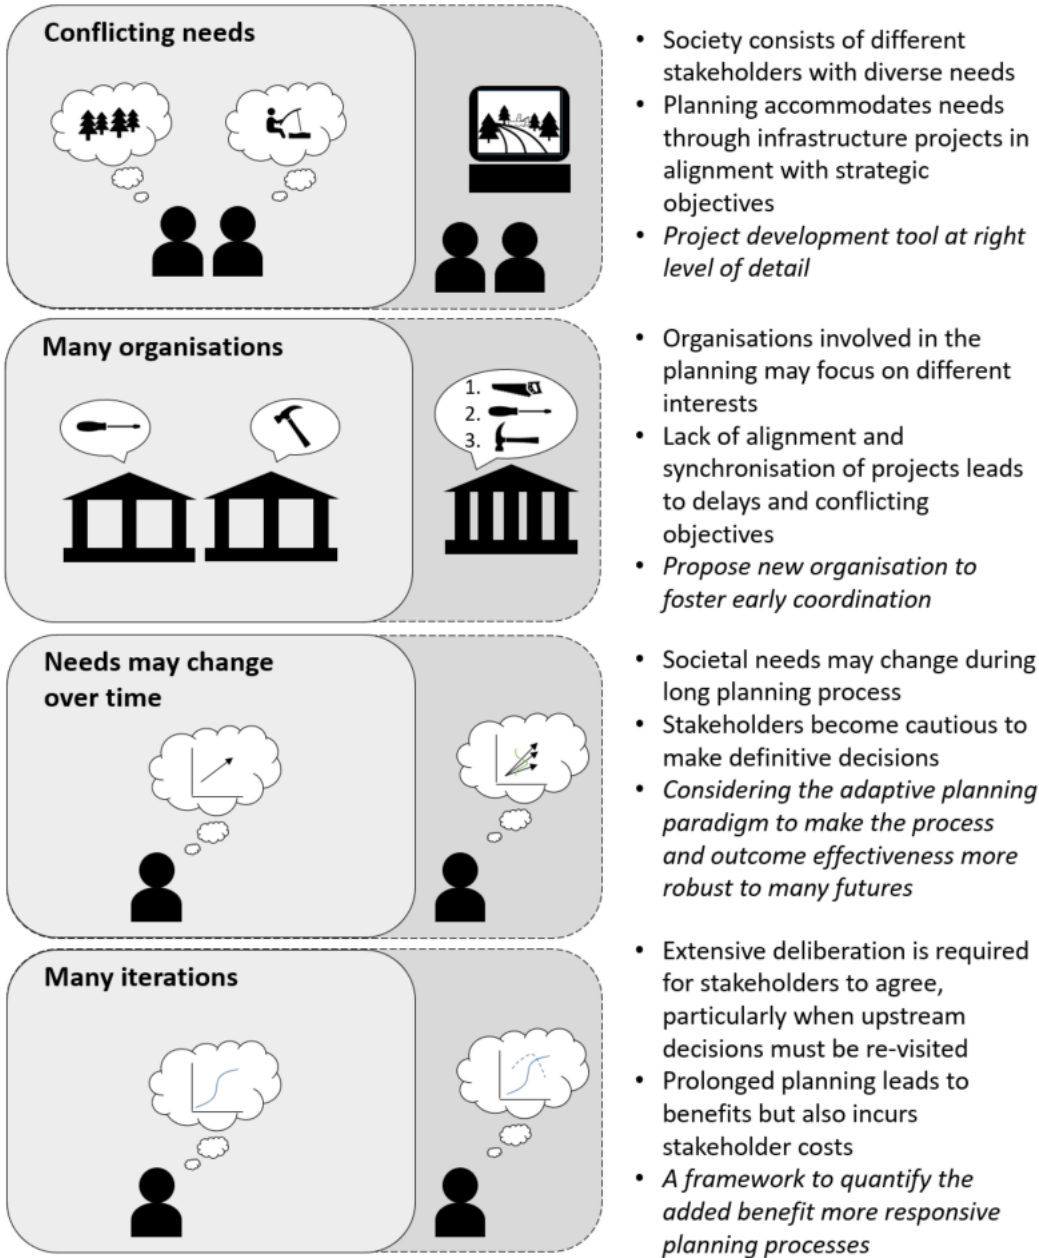 Conflicting needs
• Society consists of different
stakeholders with diverse needs
• Planning accommodates needs
through infrastructure projects in
alignment with strategic
objectives
• Project development tool at right
level of detail
Many organisations
1.
2.
3.
• Organisations involved in the
planning may focus on different
interests
• Lack of alignment and
synchronisation of projects leads
to delays and conflicting
objectives
• Propose new organisation to
foster early coordination
Needs may change
over time
• Societal needs may change during
long planning process
• Stakeholders become cautious to
make definitive decisions
• Considering the adaptive planning
paradigm to make the process
and outcome effectiveness more
robust to many futures
Many iterations
• Extensive deliberation is required
for stakeholders to agree,
particularly when upstream
decisions must be re-visited
• Prolonged planning leads to
benefits but also incurs
stakeholder costs
• A framework to quantify the
added benefit more responsive
planning processes